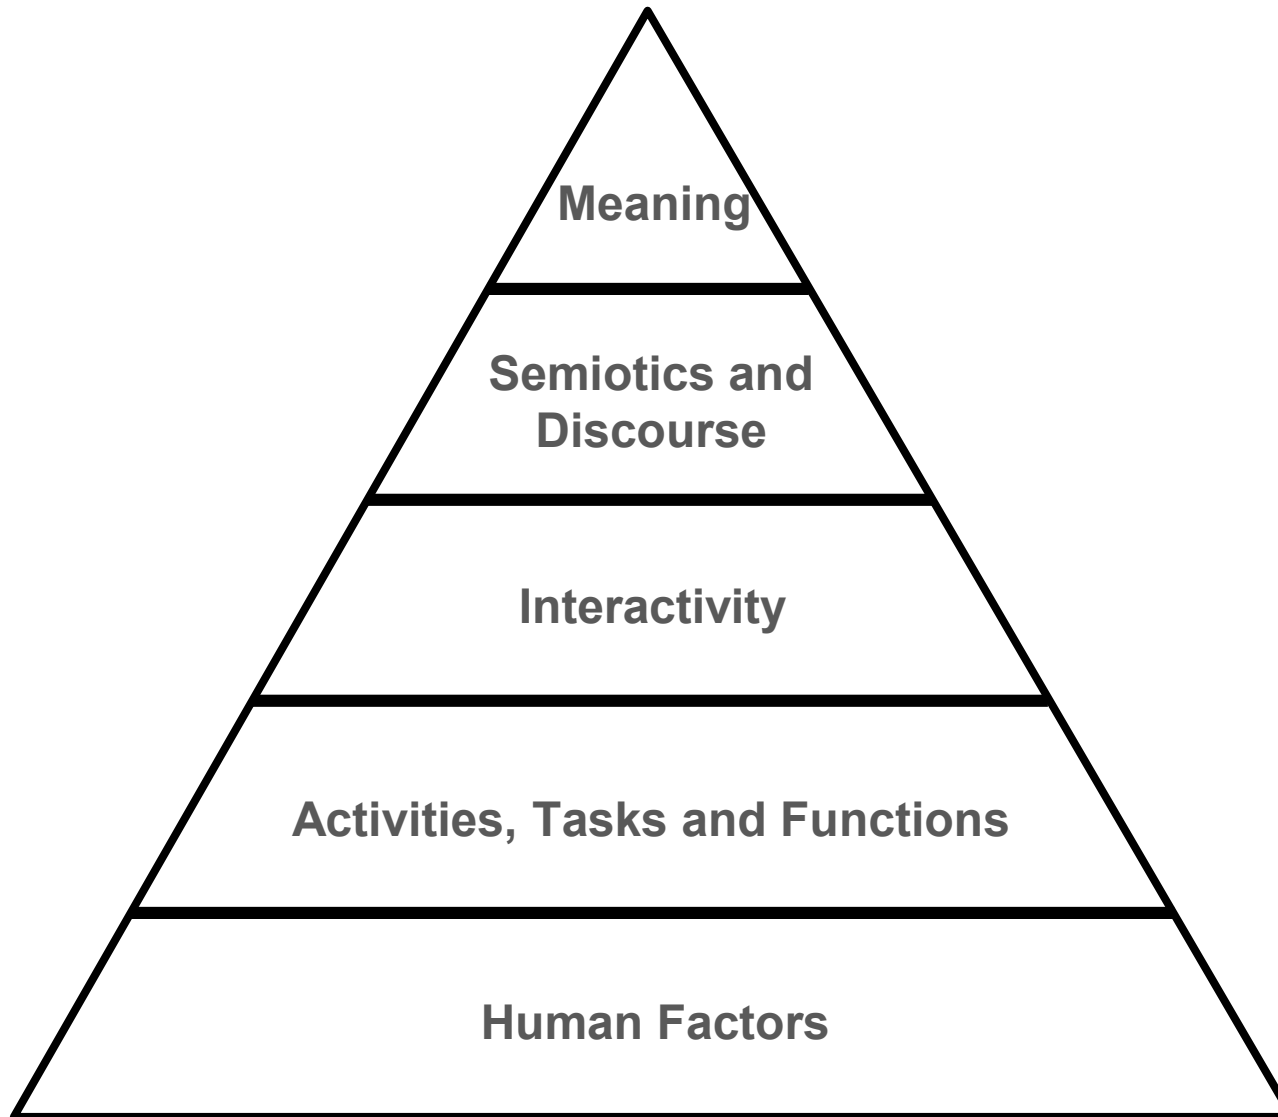 Meaning
Semiotics and
Discourse
Interactivity
Activities, Tasks and Functions
Human Factors